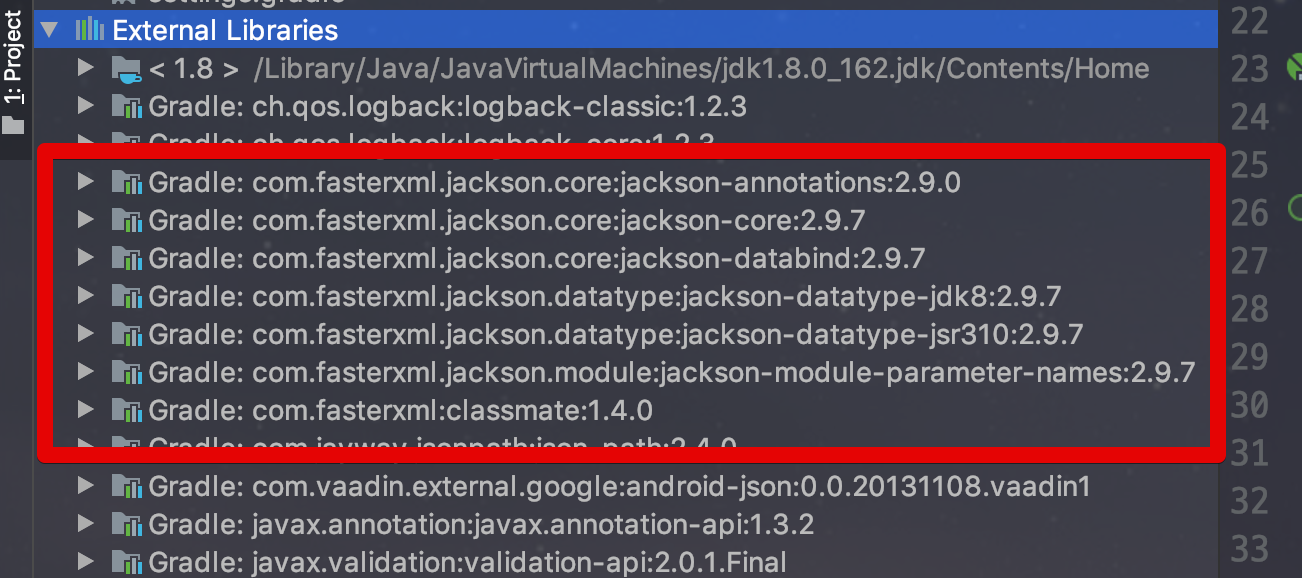 settings.gradle
1: Project
External Libraries
< 1.8 > /Library/Java/JavaVirtualMachines/jdk1.8.0_162.jdk/Contents/Home
Gradle: ch.qos.logback:logback-classic:1.2.3
Gradle: ch.qos.logback:logback-core:1.2.3
Gradle: com.fasterxml.jackson.core:jackson-annotations:2.9.0
Gradle: com.fasterxml.jackson.core:jackson-core:2.9.7
Gradle: com.fasterxml.jackson.core:jackson-databind:2.9.7
Gradle: com.fasterxml.jackson.datatype:jackson-datatype-jdk8:2.9.7
Gradle: com.fasterxml.jackson.datatype:jackson-datatype-jsr310:2.9.7
Gradle: com.fasterxml.jackson.module:jackson-module-parameter-names:2.9.7
Gradle: com.fasterxml:classmate:1.4.0
Gradle: com.jayway.jsonpath:json-path:2.4.0
Gradle: com.vaadin.external.google:android-json:0.0.20131108.vaadin1
Gradle: javax.annotation:javax.annotation-api:1.3.2
Gradle: javax.validation:validation-api:2.0.1.Final
22
23
24
25
26
27
28
29
30
31
32
33